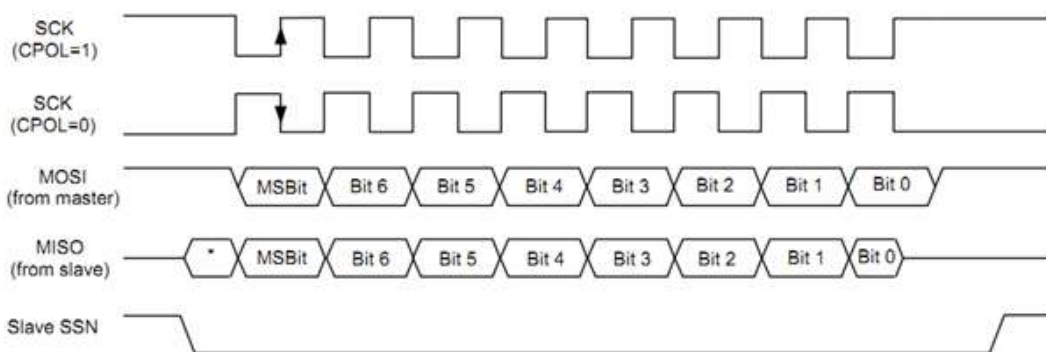 SCK
(CPOL=1)
SCK
(CPOL=0)
MOSI
(from master)
MSBit Bit 6 Bit 5 Bit 4 Bit 3 Bit 2 Bit 1 Bit 0
MISO
(from slave)
* MSBit Bit 6 Bit 5 Bit 4 Bit 3 Bit 2 Bit 1 Bit 0
Slave SSN